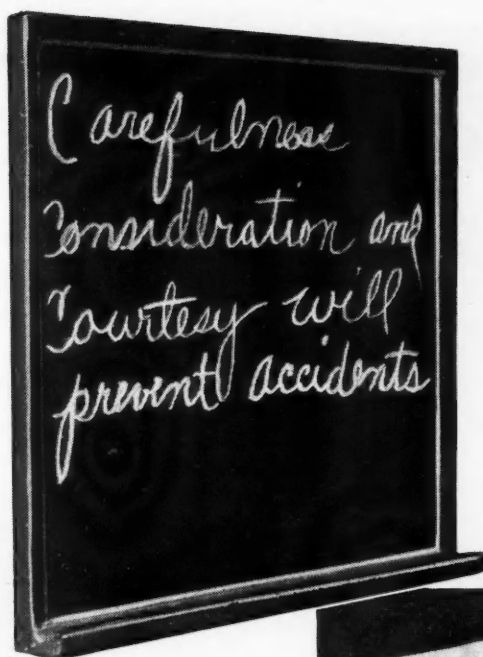 Carefulness
Consideration and
Courtesy will
prevent accidents